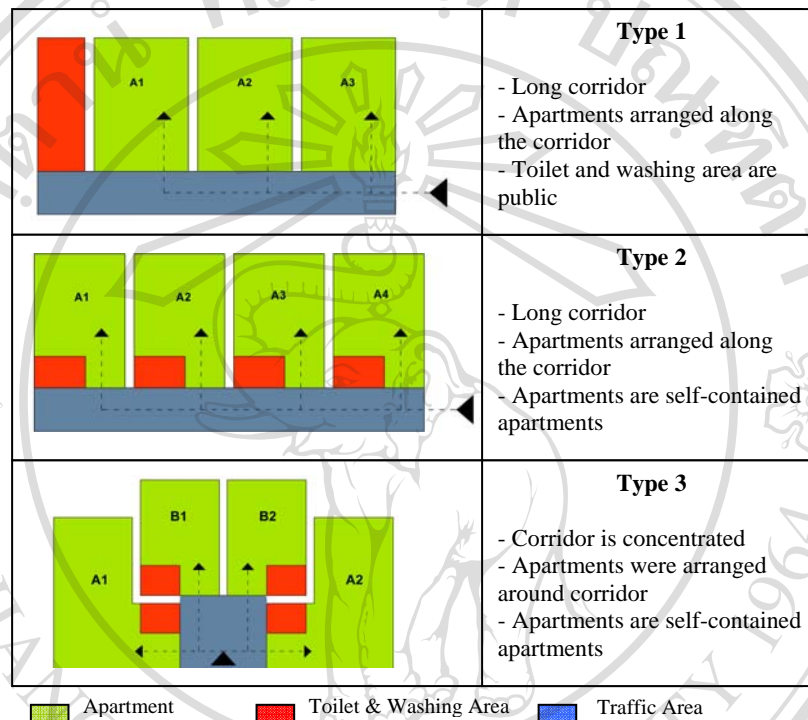 Type 1
A1 A2 A3
- Long corridor
- Apartments arranged along
the corridor
- Toilet and washing area are
public
Type 2
A1 A2 A3 A4
- Long corridor
- Apartments arranged along
the corridor
- Apartments are self-contained
apartments
Type 3
B1 B2
A1 A2
- Corridor is concentrated
- Apartments were arranged
around corridor
- Apartments are self-contained
apartments
Apartment Toilet & Washing Area Traffic Area
1964